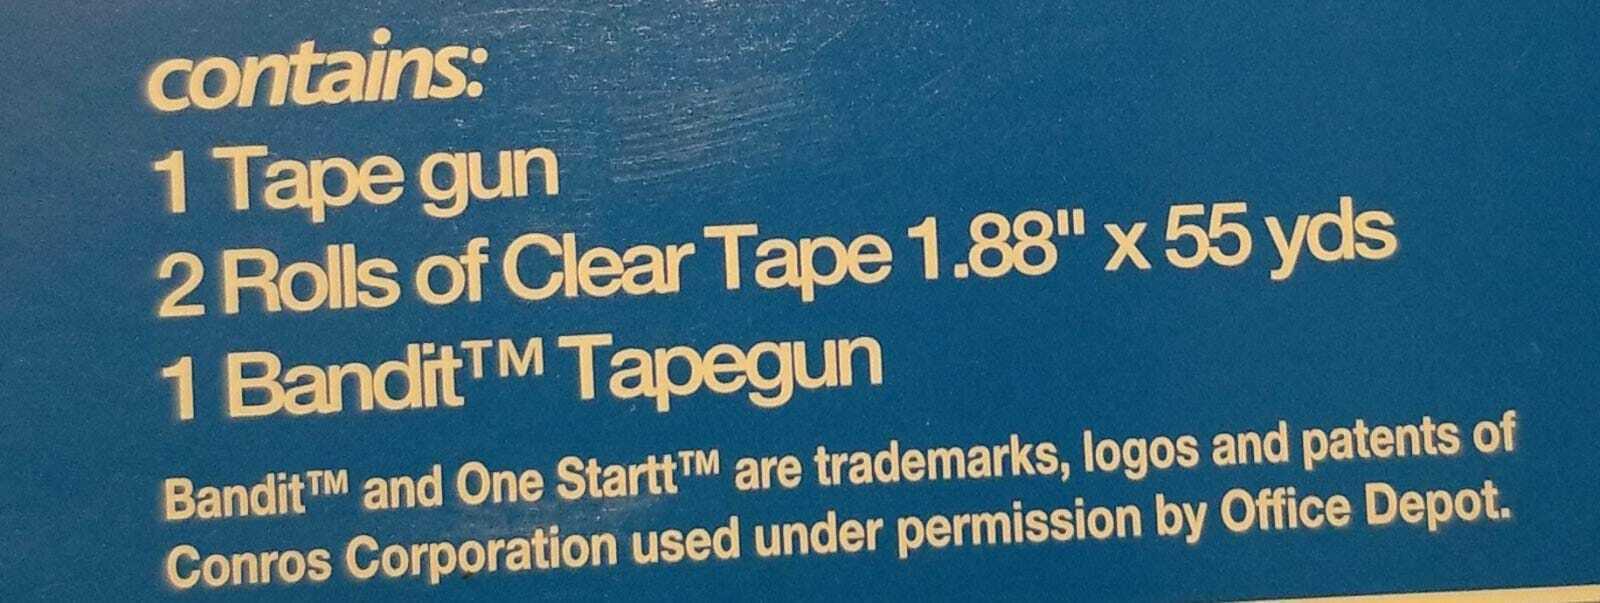 contains:
1 Tape gun
2 Rolls of Clear Tape 1.88" x 55 yds
1 Bandit™ Tapegun
Bandit™ and One Startt™ are trademarks, logos and patents of
Conros Corporation used under permission by Office Depot.